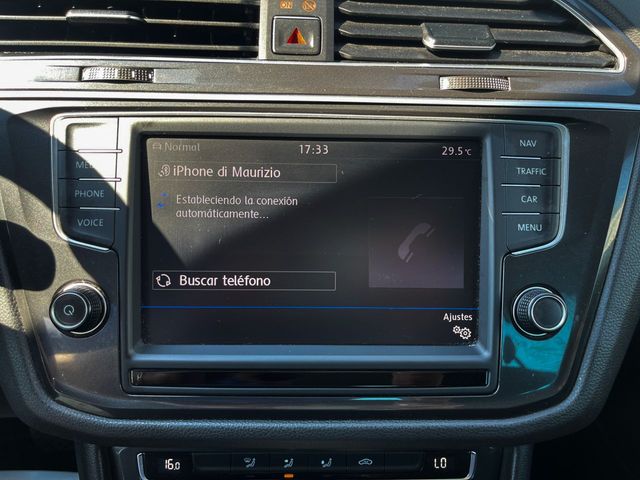 ON
Normal
17:33
29.5°C
iPhone di Maurizio
Estableciendo la conexión
automáticamente...
Buscar teléfono
Ajustes
PHONE
VOICE
NAV
TRAFFIC
CAR
MENU
16.0
LO